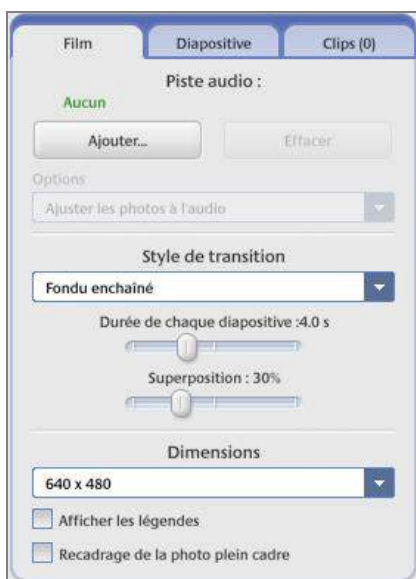 Film Diapositive Clips (0)
Piste audio :
Aucun
Ajouter... Effacer
Options
Ajuster les photos à l'audio
Style de transition
Fondu enchaîné
Durée de chaque diapositive :4.0 s
Superposition : 30%
Dimensions
640 x 480
Afficher les légendes
Recadrage de la photo plein cadre